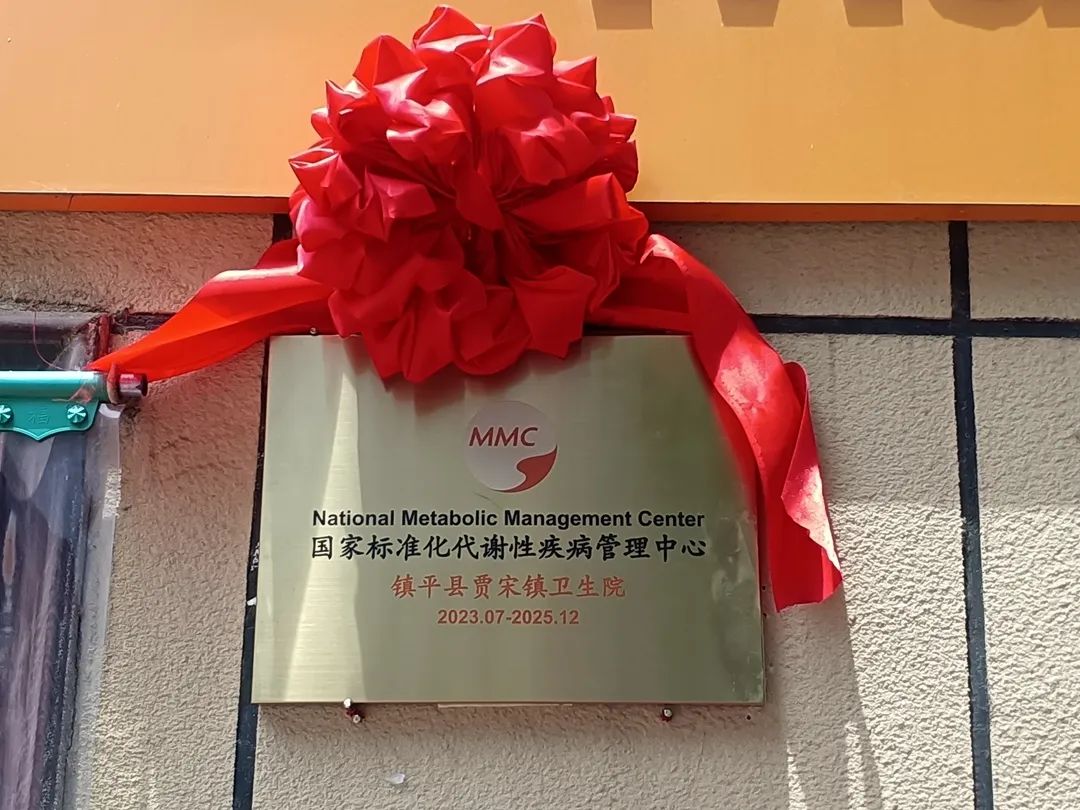 MMC
National Metabolic Management Center
国家标准化代谢性疾病管理中心
镇平县贾宋镇卫生院
2023.07-2025.12